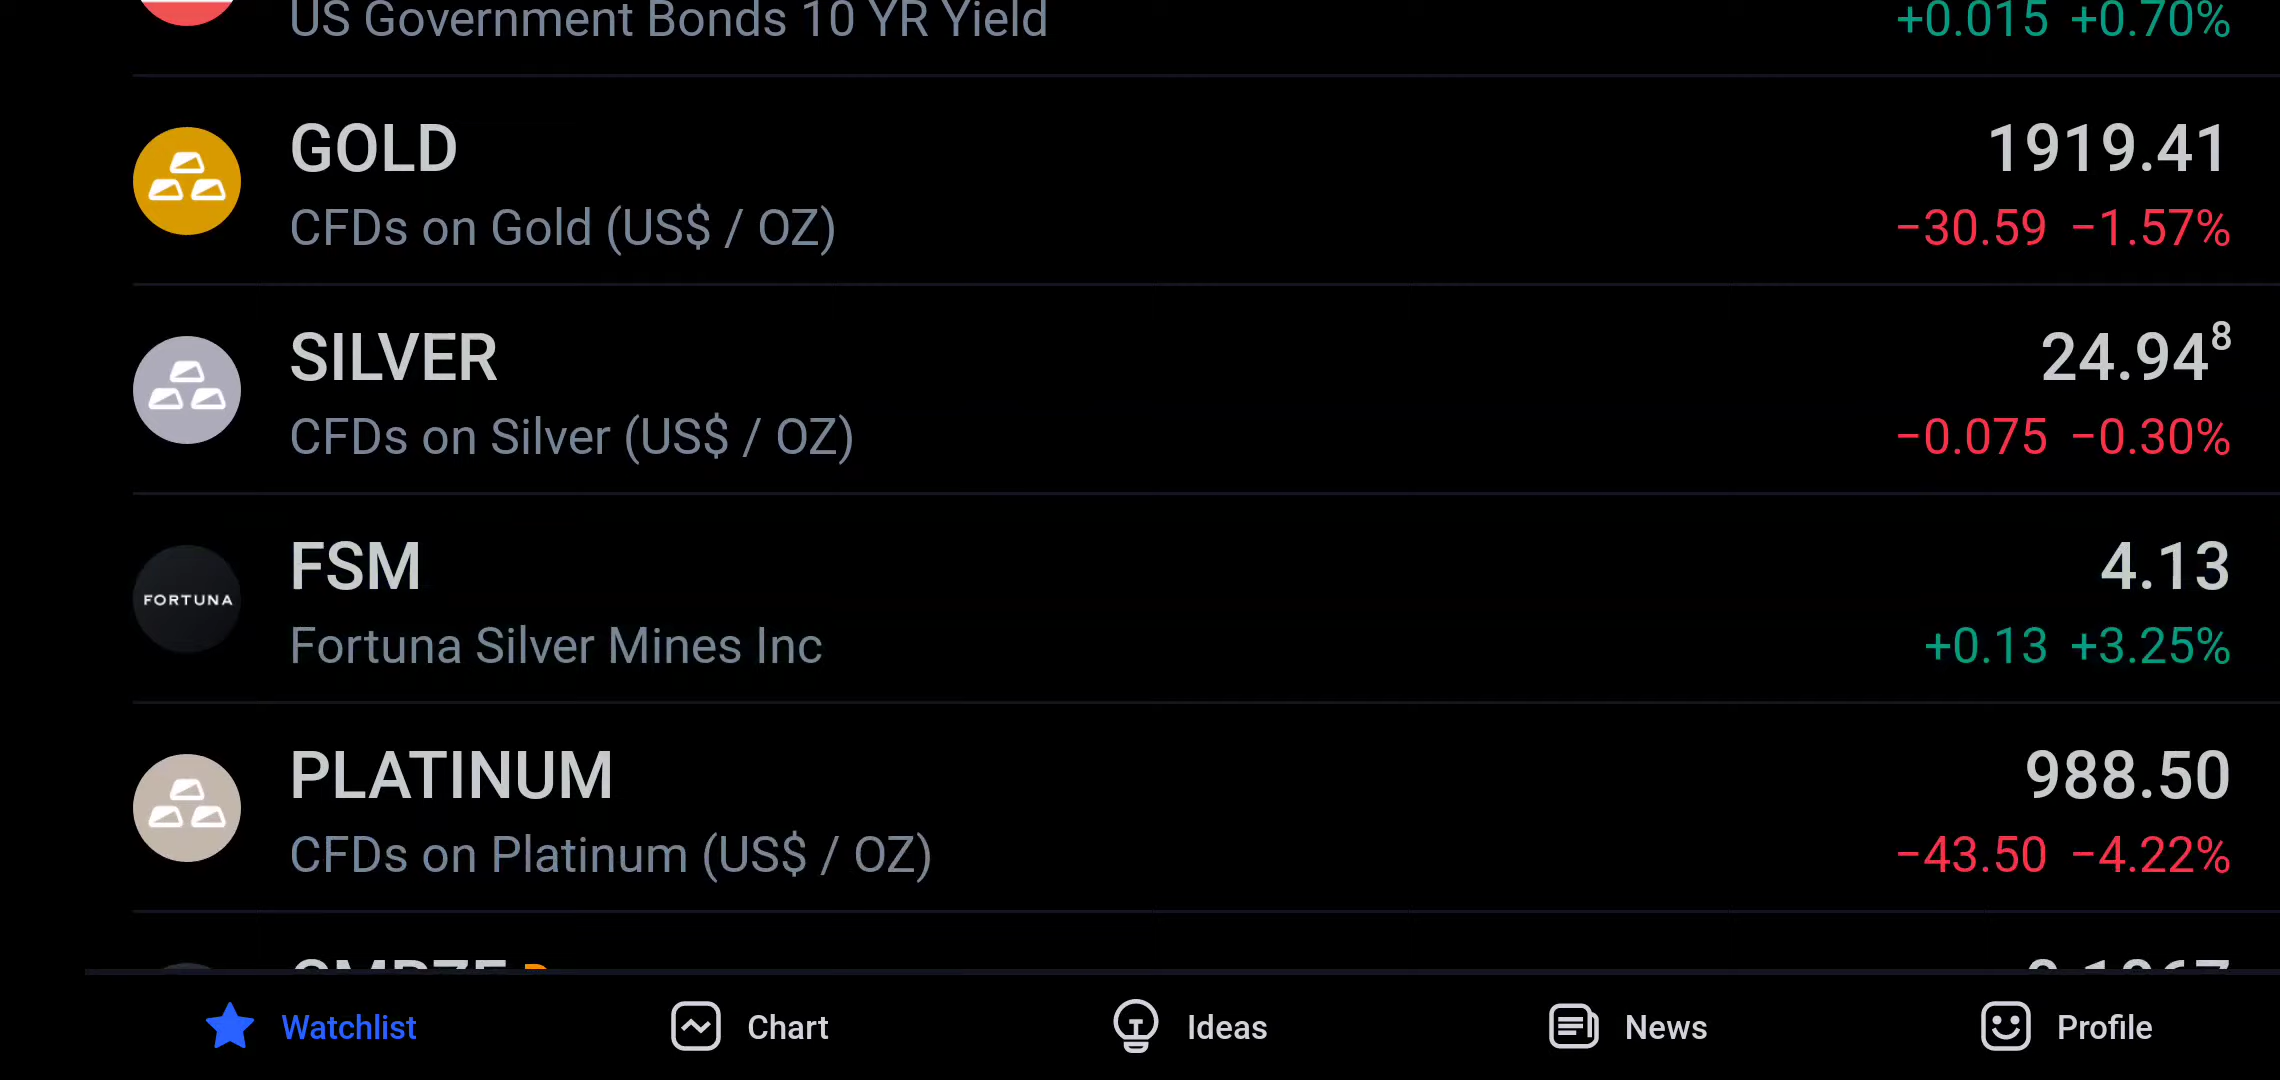 US Government Bonds 10 YR Yield +0.015 +0.70%
GOLD 1919.41
CFDs on Gold (US$ / OZ) −30.59 −1.57%
SILVER 24.948
CFDs on Silver (US$ / OZ) −0.075 −0.30%
FORTUNA
FSM 4.13
Fortuna Silver Mines Inc +0.13 +3.25%
PLATINUM 988.50
CFDs on Platinum (US$ / OZ) −43.50 −4.22%
Watchlist Chart Ideas News Profile